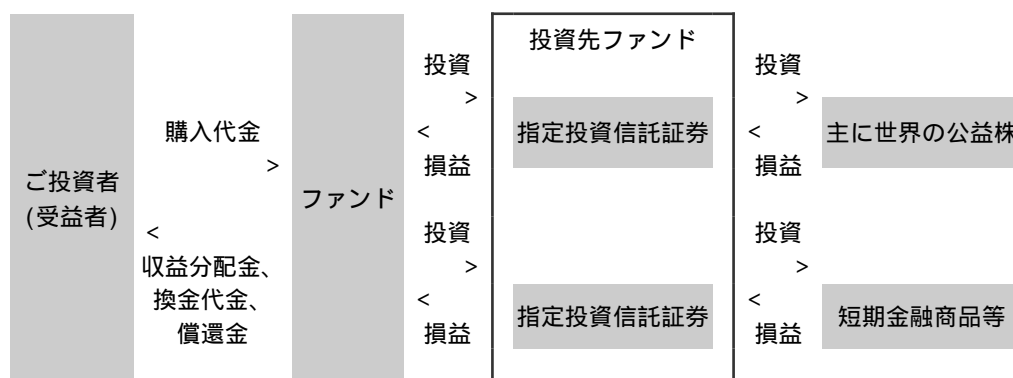 投資先ファンド
投資
>
<
損益
投資
>
<
損益
ご投資者
(受益者)
購入代金
>
<
収益分配金、
換金代金、
償還金
ファンド
指定投資信託証券
指定投資信託証券
投資
>
<
損益
投資
>
<
損益
主に世界の公益株
短期金融商品等